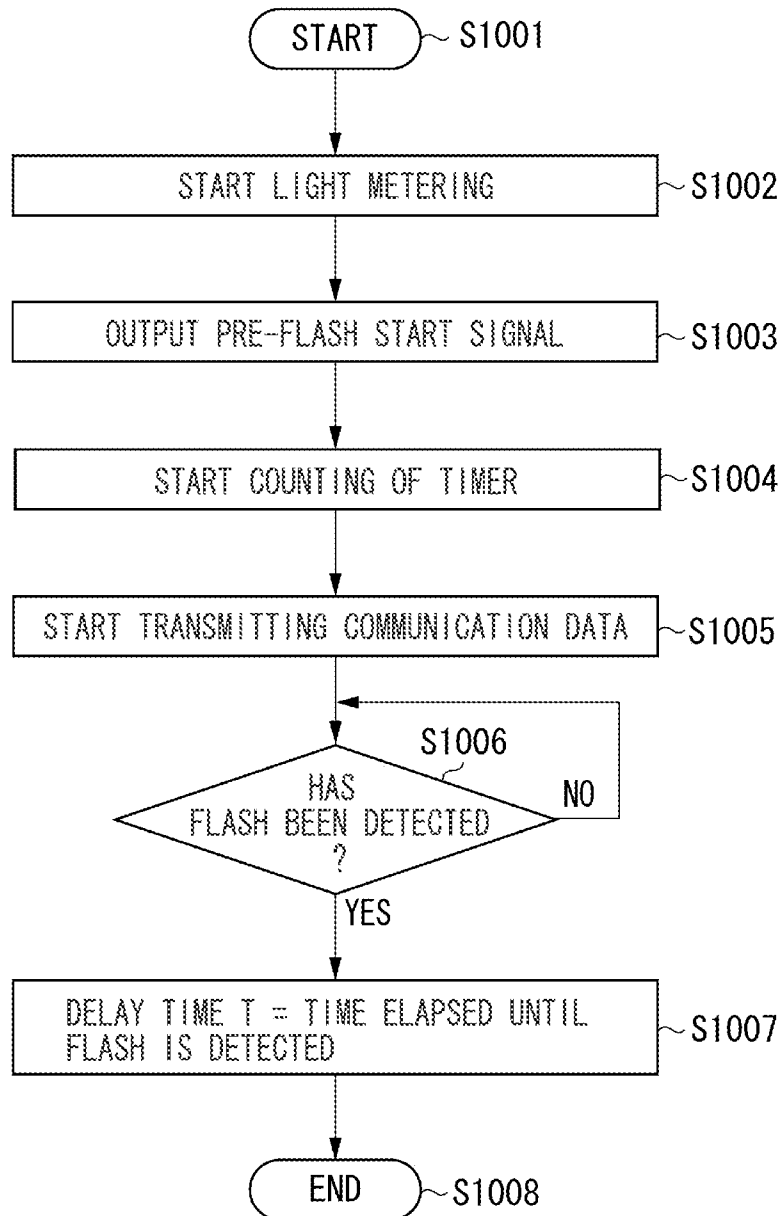 START S1001
START LIGHT METERING S1002
OUTPUT PRE-FLASH START SIGNAL S1003
START COUNTING OF TIMER S1004
START TRANSMITTING COMMUNICATION DATA S1005
S1006
HAS
FLASH BEEN DETECTED
?
NO
YES
DELAY TIME T = TIME ELAPSED UNTIL
FLASH IS DETECTED
S1007
END S1008